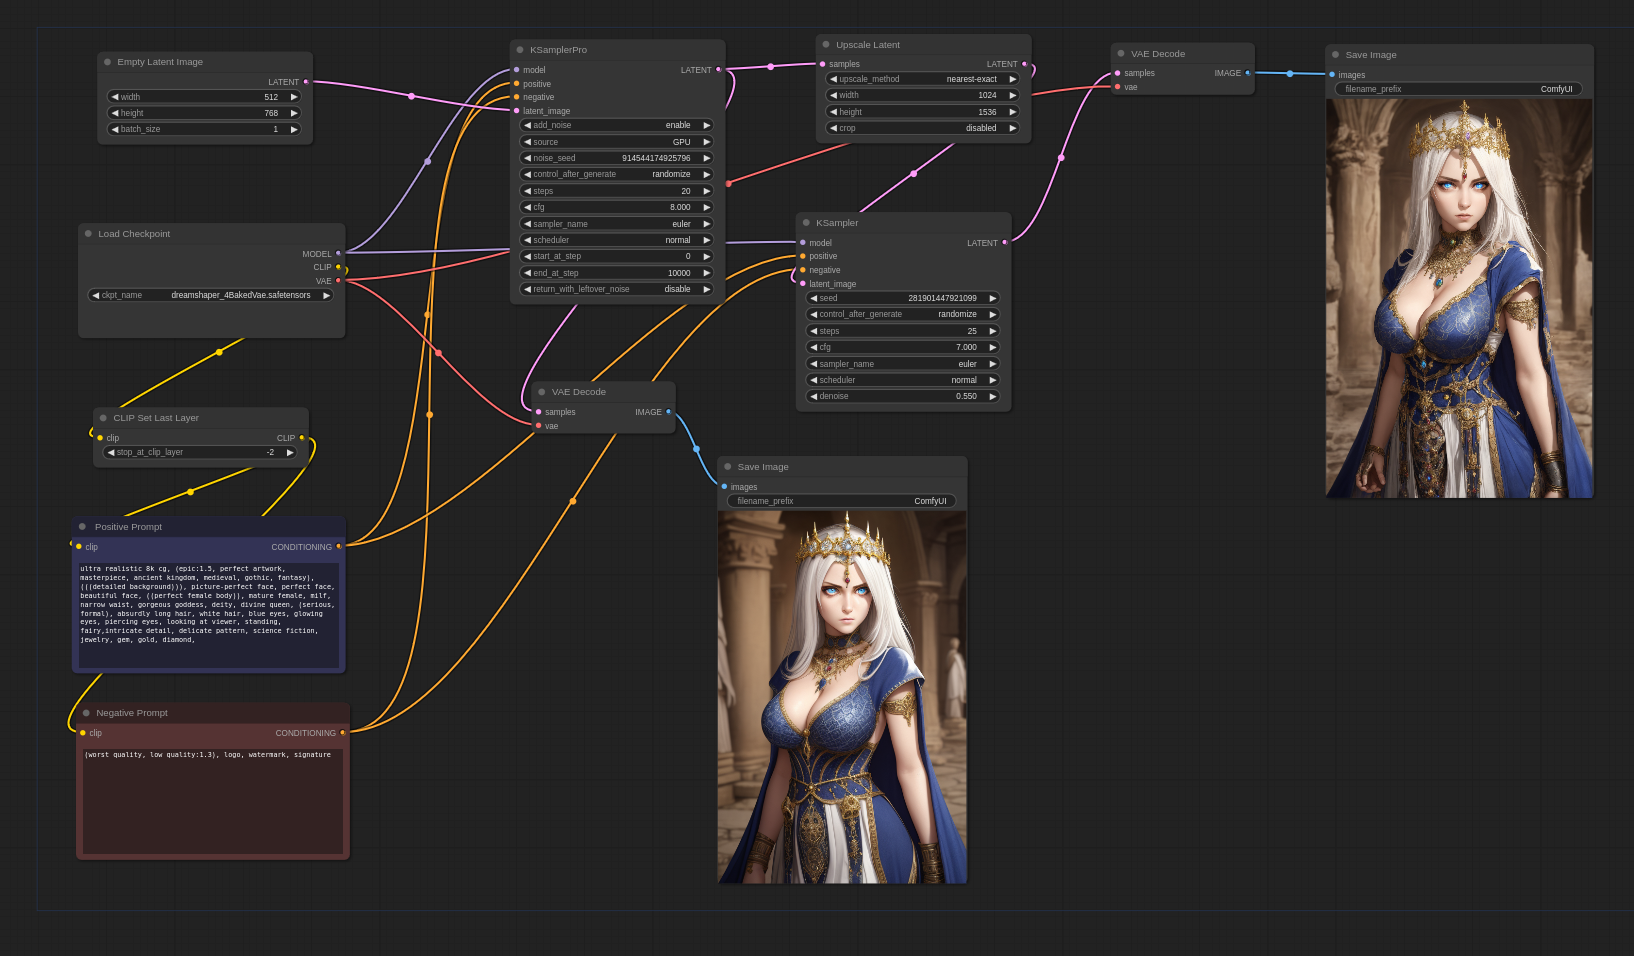 Empty Latent Image
LATENT
width 512
height 768
batch_size 1
Load Checkpoint
MODEL
CLIP
VAE
ckpt_name dreamshaper_4BakedVae.safetensors
CLIP Set Last Layer
clip CLIP
stop_at_clip_layer -2
Positive Prompt
clip CONDITIONING
ultra realistic 8k cg, (epic:1.5, perfect artwork,
masterpiece, ancient kingdom, medieval, gothic, fantasy),
(((detailed background))), picture-perfect face, perfect face,
beautiful face, ((perfect female body)), mature female, milf,
narrow waist, gorgeous goddess, deity, divine queen, (serious,
formal), absurdly long hair, white hair, blue eyes, glowing
eyes, piercing eyes, looking at viewer, standing,
fairy,intricate detail, delicate pattern, science fiction,
jewelry, gem, gold, diamond,
Negative Prompt
clip CONDITIONING
(worst quality, low quality:1.3), logo, watermark, signature
KSamplerPro
model LATENT
positive
negative
latent_image
add_noise enable
source GPU
noise_seed 914544174925796
control_after_generate randomize
steps 20
cfg 8.000
sampler_name euler
scheduler normal
start_at_step 0
end_at_step 10000
return_with_leftover_noise disable
VAE Decode
samples IMAGE
vae
Save Image
images
filename_prefix ComfyUI
Upscale Latent
samples LATENT
upscale_method nearest-exact
width 1024
height 1536
crop disabled
KSampler
model LATENT
positive
negative
latent_image
seed 281901447921099
control_after_generate randomize
steps 25
cfg 7.000
sampler_name euler
scheduler normal
denoise 0.550
VAE Decode
samples IMAGE
vae
Save Image
images
filename_prefix ComfyUI